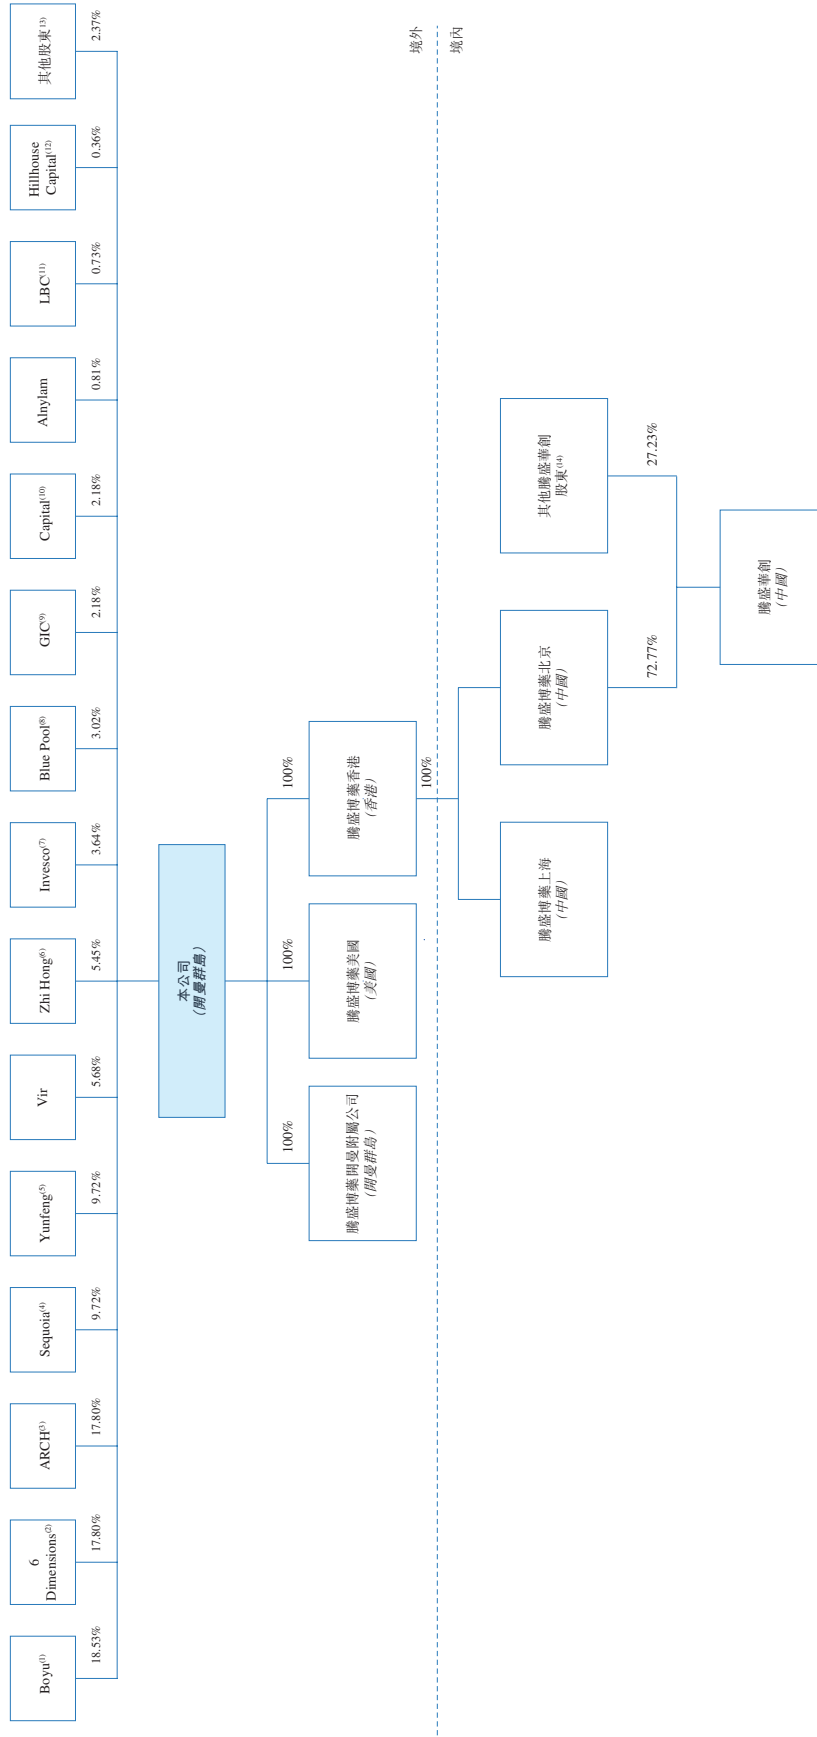 Boyu(1)
6
Dimensions(2)
ARCH(3)
Sequoia(4)
Yunfeng(5)
Vir
Zhi Hong(6)
Invesco(7)
Blue Pool(8)
GIC(9)
Capital(10)
Alnylam
LBC(11)
Hillhouse
Capital(12)
其他股東(13)
18.53%
17.80%
17.80%
9.72%
9.72%
5.68%
5.45%
3.64%
3.02%
2.18%
2.18%
0.81%
0.73%
0.36%
2.37%
本公司
(開曼群島)
100%
100%
100%
騰盛博藥開曼附屬公司
(開曼群島)
騰盛博藥美國
(美國)
騰盛博藥香港
(香港)
境外
100%
境內
騰盛博藥上海
(中國)
騰盛博藥北京
(中國)
其他騰盛華創
股東(14)
72.77%
27.23%
騰盛華創
(中國)